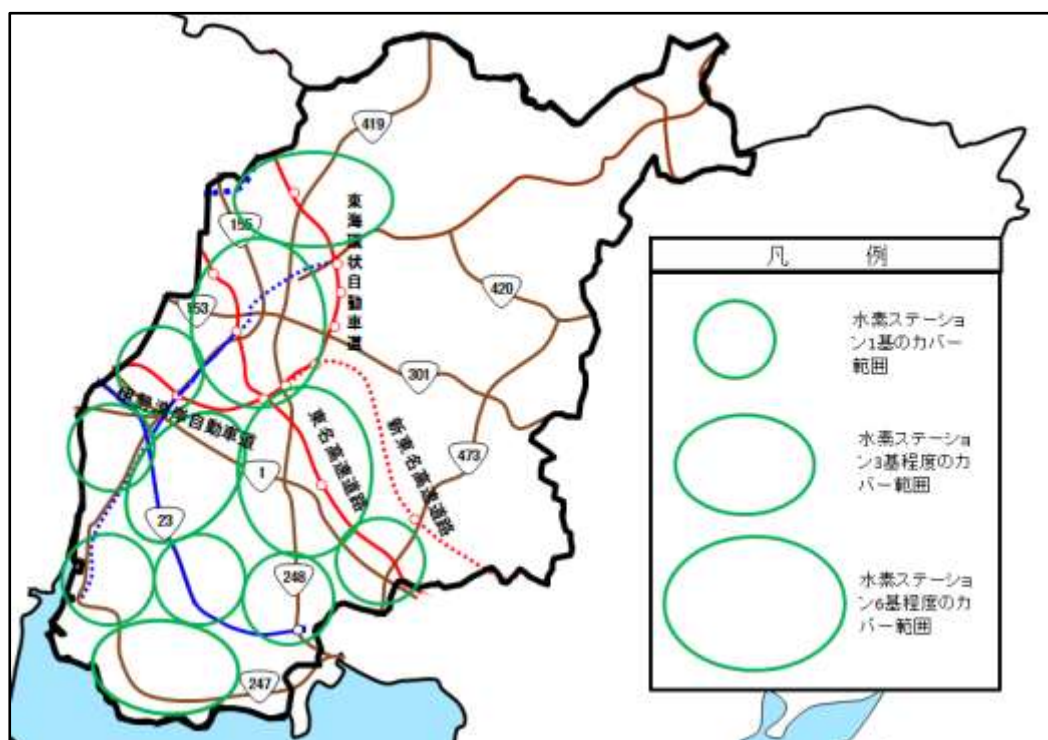 419
155
東海環状自動車道
153
420
301
伊勢湾岸自動車道
1
東名高速道路
新東名高速道路
473
23
248
247
凡 例
水素ステーショ
ン1基のカバー
範囲
水素ステーショ
ン3基程度のカ
バー範囲
水素ステーショ
ン6基程度のカ
バー範囲